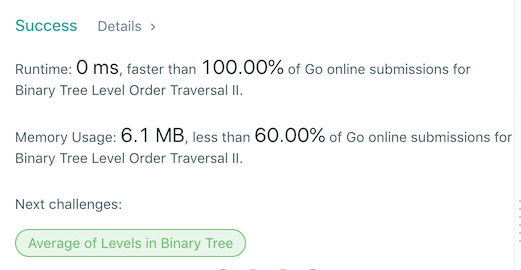 Success Details >
Runtime: 0 ms, faster than 100.00% of Go online submissions for
Binary Tree Level Order Traversal II.
Memory Usage: 6.1 MB, less than 60.00% of Go online submissions for
Binary Tree Level Order Traversal II.
Next challenges:
Average of Levels in Binary Tree